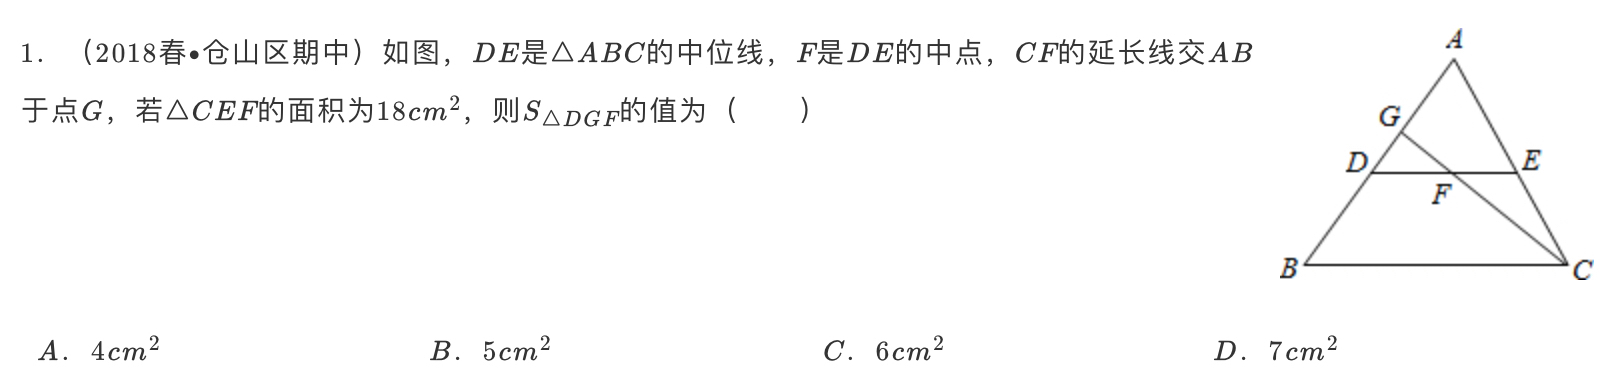 1. （2018春•仓山区期中）如图，DE是△ABC的中位线，F是DE的中点，CF的延长线交AB
于点G，若△CEF的面积为18cm²，则S△DGF的值为（　　）
A
G
D
E
F
B
C
A. 4cm²
B. 5cm²
C. 6cm²
D. 7cm²